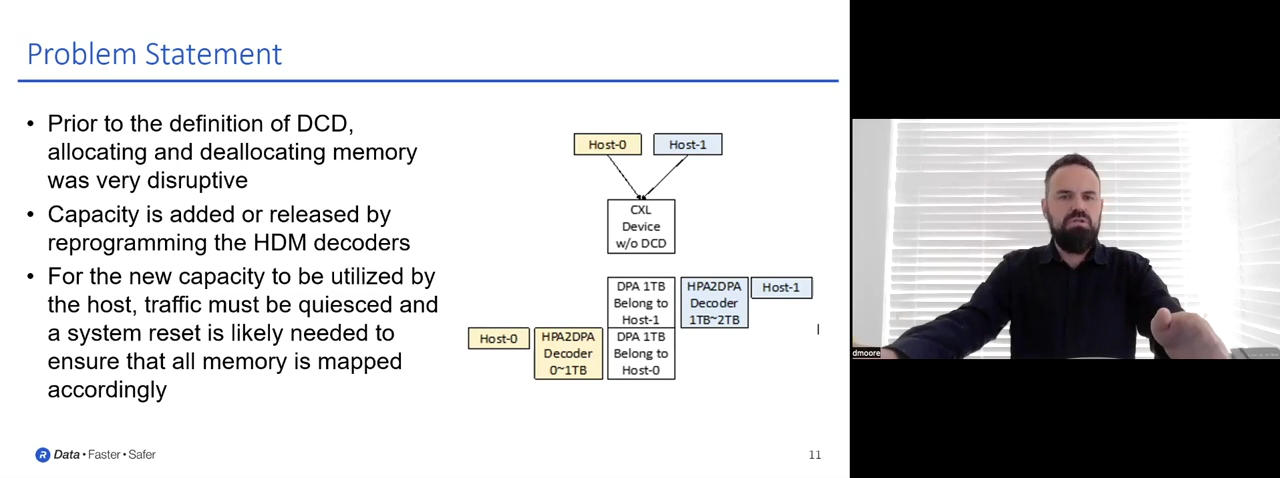 Problem Statement
• Prior to the definition of DCD,
allocating and deallocating memory
was very disruptive
• Capacity is added or released by
reprogramming the HDM decoders
• For the new capacity to be utilized by
the host, traffic must be quiesced and
a system reset is likely needed to
ensure that all memory is mapped
accordingly
Host-0
Host-1
CXL
Device
w/o DCD
DPA 1TB
Belong to
Host-1
HPA2DPA
Decoder
1TB~2TB
Host-1
Host-0
HPA2DPA
Decoder
0~1TB
DPA 1TB
Belong to
Host-0
R Data • Faster • Safer
11
dmoore